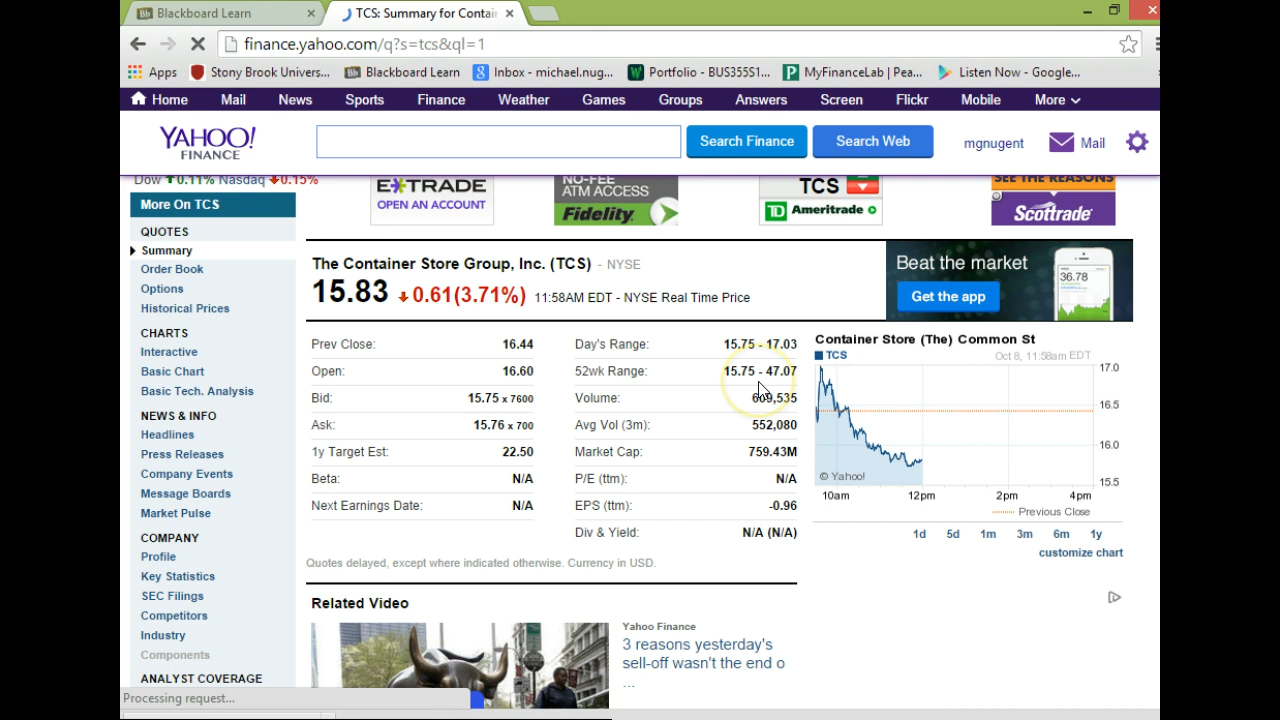 Blackboard Learn
TCS: Summary for Contai
finance.yahoo.com/q?s=tcs&ql=1
Apps Stony Brook Univers... Blackboard Learn Inbox - michael.nug... Portfolio - BUS355S1... MyFinanceLab | Pea... Listen Now - Google...
Home Mail News Sports Finance Weather Games Groups Answers Screen Flickr Mobile More
YAHOO!
FINANCE
Search Finance
Search Web
mgnugent
Mail
Dow 0.11% Nasdaq 0.15%
E*TRADE
OPEN AN ACCOUNT
NO-FEE
ATM ACCESS
Fidelity
TCS
TD Ameritrade
SEE THE REASONS
Scottrade
More On TCS
QUOTES
Summary
Order Book
Options
Historical Prices
CHARTS
Interactive
Basic Chart
Basic Tech. Analysis
NEWS & INFO
Headlines
Press Releases
Company Events
Message Boards
Market Pulse
COMPANY
Profile
Key Statistics
SEC Filings
Competitors
Industry
Components
ANALYST COVERAGE
The Container Store Group, Inc. (TCS) - NYSE
15.83 0.61(3.71%) 11:58AM EDT - NYSE Real Time Price
Beat the market
Get the app
36.78
Prev Close: 16.44
Open: 16.60
Bid: 15.75 x 7600
Ask: 15.76 x 700
1y Target Est: 22.50
Beta: N/A
Next Earnings Date: N/A
Day's Range: 15.75 - 17.03
52wk Range: 15.75 - 47.07
Volume: 609,535
Avg Vol (3m): 552,080
Market Cap: 759.43M
P/E (ttm): N/A
EPS (ttm): -0.96
Div & Yield: N/A (N/A)
Container Store (The) Common St
TCS
Oct 8, 11:58am EDT
17.0
16.5
16.0
15.5
© Yahoo!
10am 12pm 2pm 4pm
Previous Close
1d 5d 1m 3m 6m 1y
customize chart
Quotes delayed, except where indicated otherwise. Currency in USD.
Related Video
Yahoo Finance
3 reasons yesterday's
sell-off wasn't the end o
...
Processing request...